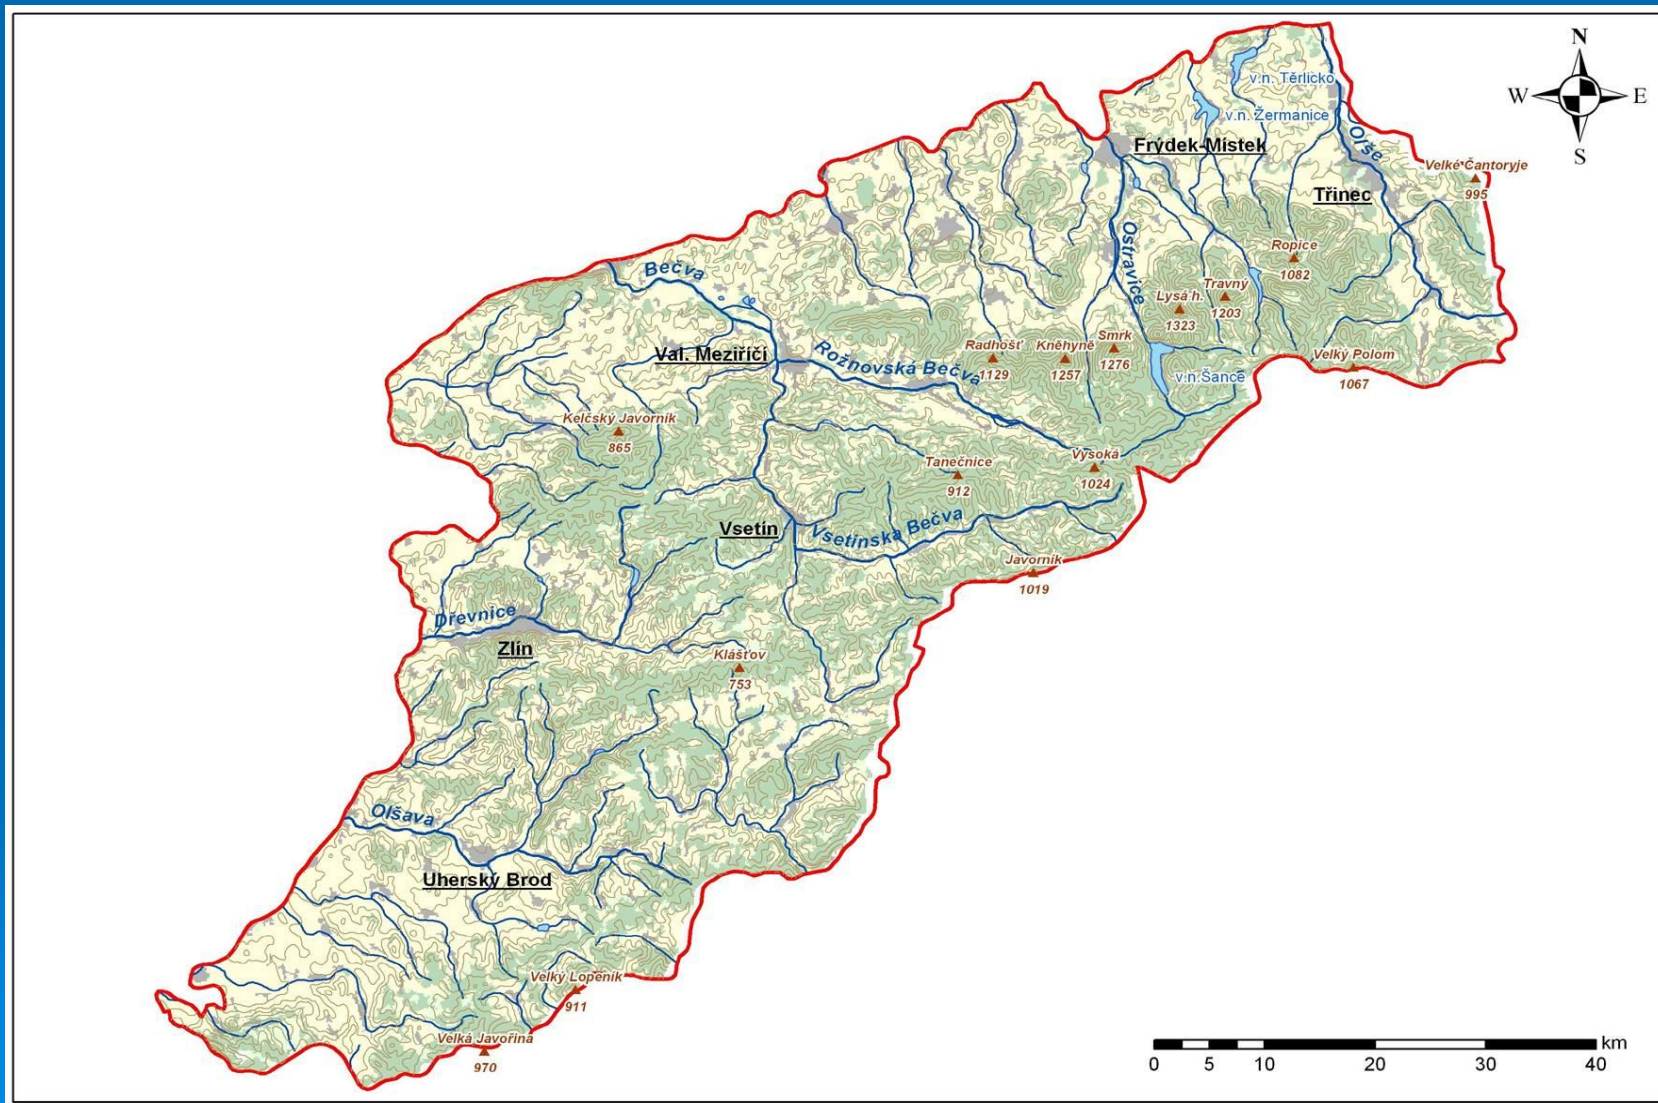 N
W
E
S
v.n. Těrlicko
v.n. Žermanice
Olše
Frýdek-Místek
Velké Čantoryje
995
Třinec
Ostravice
Ropice
1082
Bečva
Travný
1203
Lysá h.
1323
Smrk
1276
Radhošť
1129
Kněhyně
1257
Velký Polom
1067
Val. Meziříčí
Rožnovská Bečva
v.n.Šance
Kelčský Javorník
865
Vysoká
1024
Tanečnice
912
Vsetín
Vsetínská Bečva
Javorník
1019
Dřevnice
Zlín
Klášťov
753
Olšava
Uherský Brod
Velký Lopeník
911
Velká Javořina
970
km
0 5 10 20 30 40